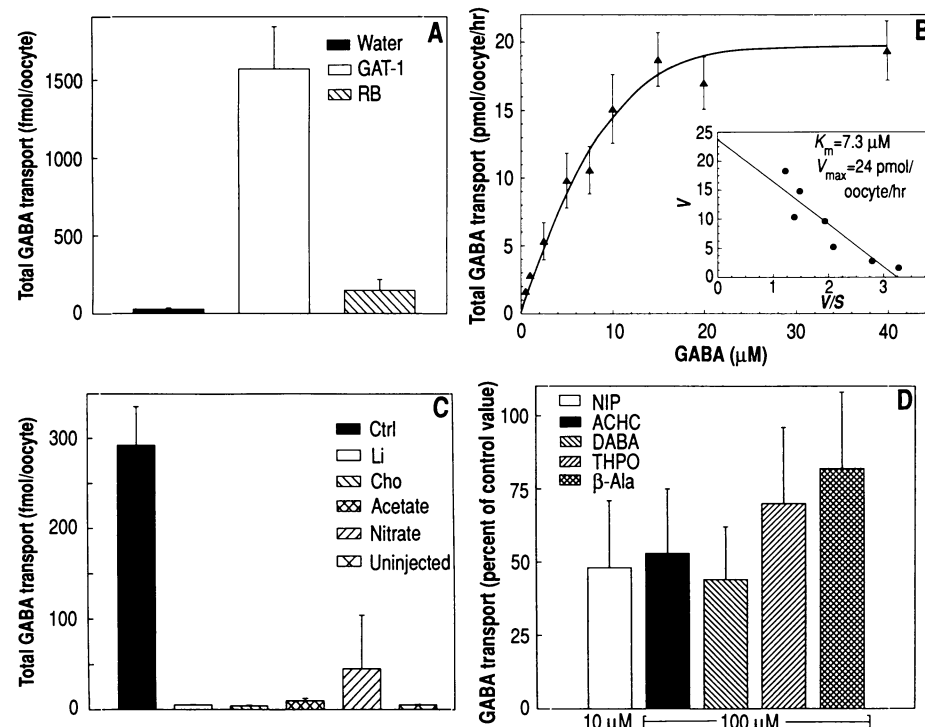 A
Total GABA transport (fmol/oocyte)
1500
1000
500
0
Water
GAT-1
RB
B
Total GABA transport (pmol/oocyte/hr)
20
15
10
5
0
0
10
20
30
40
GABA (μM)
25
20
15
10
5
0
V
Km=7.3 μM
Vmax=24 pmol/
oocyte/hr
0
1
2
3
V/S
C
Total GABA transport (fmol/oocyte)
300
200
100
0
Ctrl
Li
Cho
Acetate
Nitrate
Uninjected
D
GABA transport (percent of control value)
100
75
50
25
0
NIP
ACHC
DABA
THPO
β-Ala
10 μM
100 μM